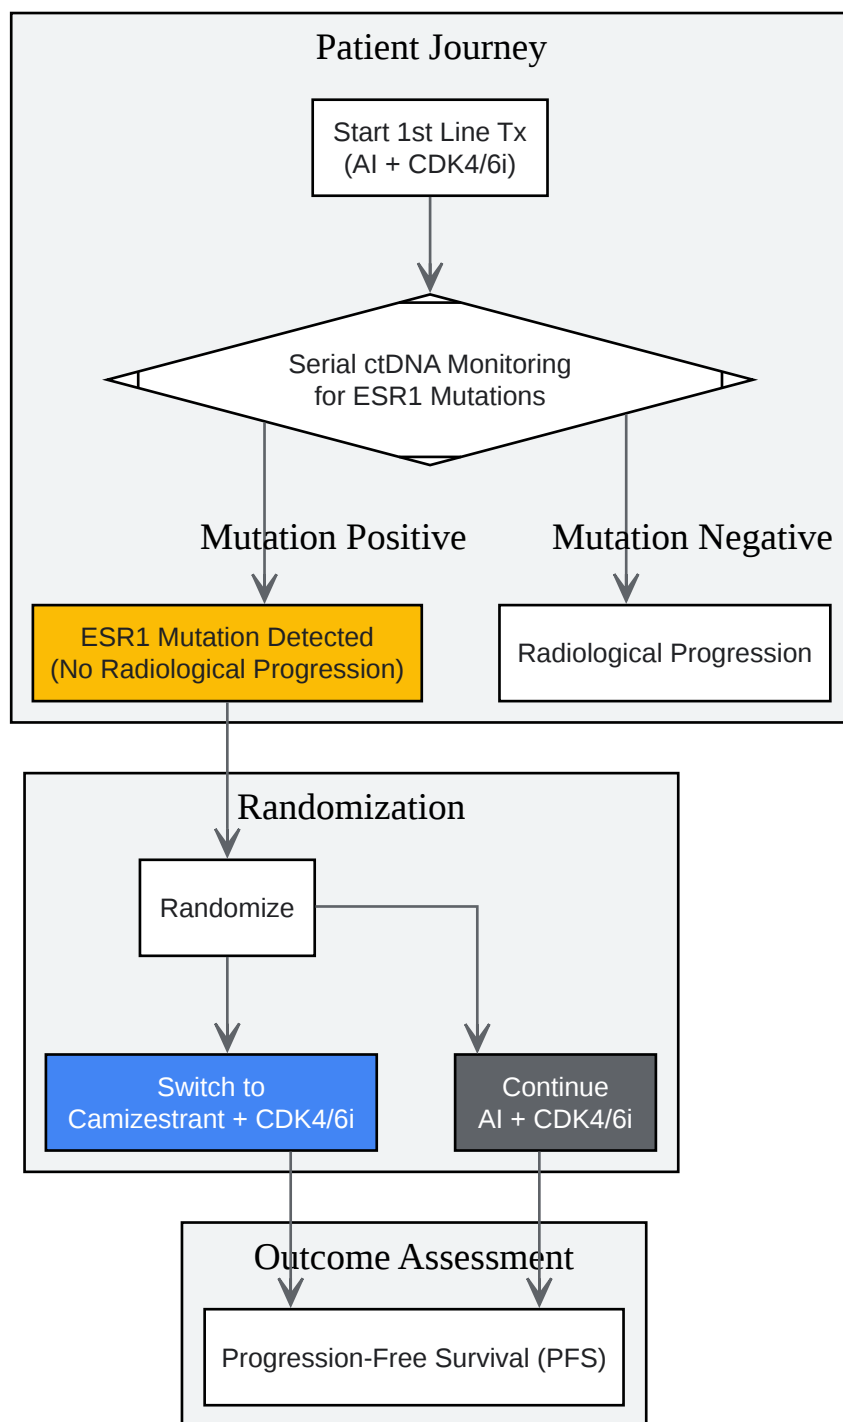 Patient Journey
Start 1st Line Tx
(AI + CDK4/6i)
Serial ctDNA Monitoring
for ESR1 Mutations
Mutation Positive
Mutation Negative
ESR1 Mutation Detected
(No Radiological Progression)
Radiological Progression
Randomization
Randomize
Switch to
Camizestrant + CDK4/6i
Continue
AI + CDK4/6i
Outcome Assessment
Progression-Free Survival (PFS)